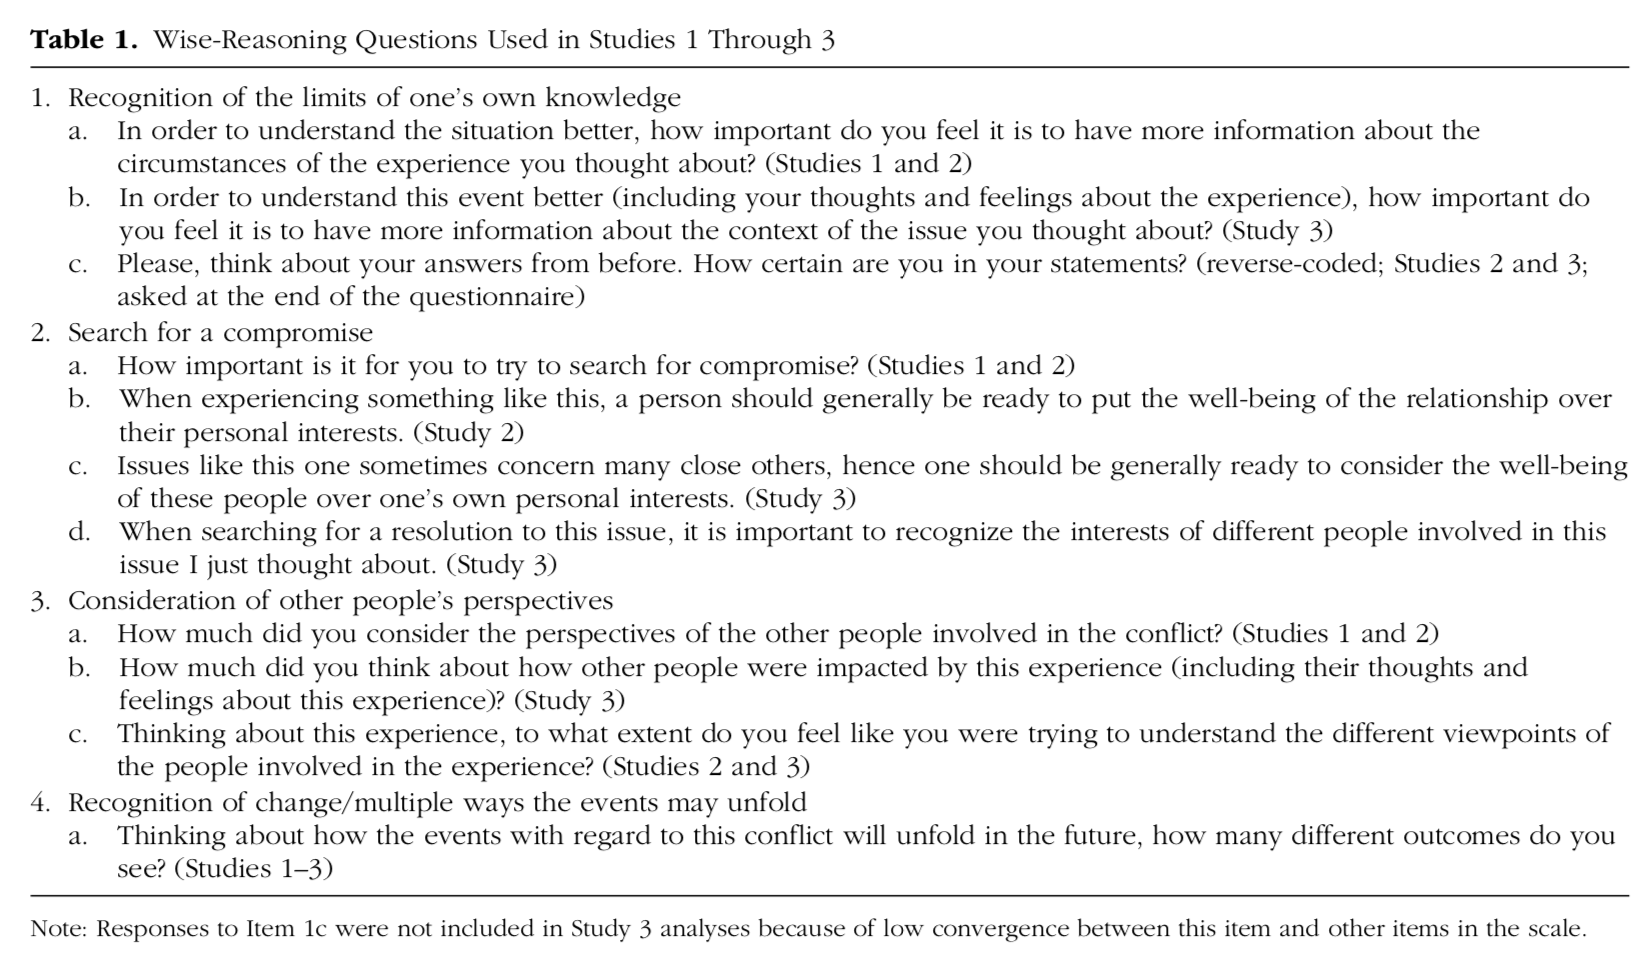 Table 1. Wise-Reasoning Questions Used in Studies 1 Through 3
1. Recognition of the limits of one's own knowledge
a. In order to understand the situation better, how important do you feel it is to have more information about the
circumstances of the experience you thought about? (Studies 1 and 2)
b. In order to understand this event better (including your thoughts and feelings about the experience), how important do
you feel it is to have more information about the context of the issue you thought about? (Study 3)
c. Please, think about your answers from before. How certain are you in your statements? (reverse-coded; Studies 2 and 3;
asked at the end of the questionnaire)
2. Search for a compromise
a. How important is it for you to try to search for compromise? (Studies 1 and 2)
b. When experiencing something like this, a person should generally be ready to put the well-being of the relationship over
their personal interests. (Study 2)
c. Issues like this one sometimes concern many close others, hence one should be generally ready to consider the well-being
of these people over one's own personal interests. (Study 3)
d. When searching for a resolution to this issue, it is important to recognize the interests of different people involved in this
issue I just thought about. (Study 3)
3. Consideration of other people's perspectives
a. How much did you consider the perspectives of the other people involved in the conflict? (Studies 1 and 2)
b. How much did you think about how other people were impacted by this experience (including their thoughts and
feelings about this experience)? (Study 3)
c. Thinking about this experience, to what extent do you feel like you were trying to understand the different viewpoints of
the people involved in the experience? (Studies 2 and 3)
4. Recognition of change/multiple ways the events may unfold
a. Thinking about how the events with regard to this conflict will unfold in the future, how many different outcomes do you
see? (Studies 1–3)
Note: Responses to Item 1c were not included in Study 3 analyses because of low convergence between this item and other items in the scale.